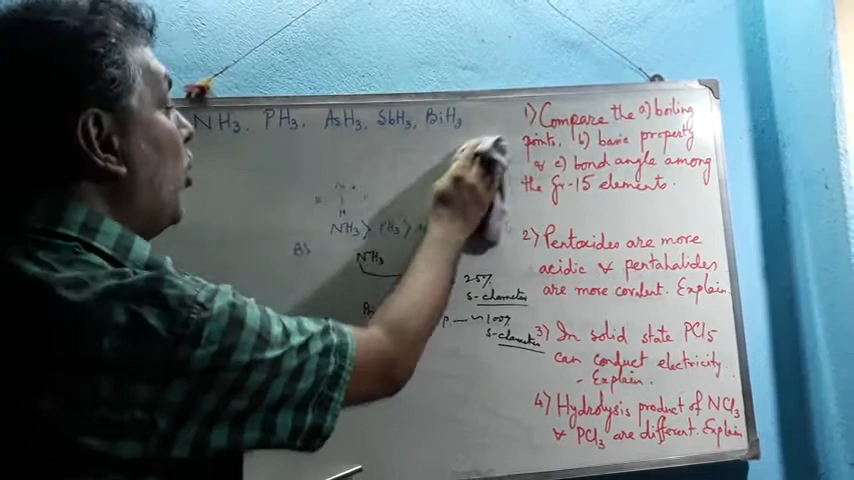 NH3. PH3. AsH3. SbH3. BiH3.
H
NH3> PH3>
B>
NH3
25%
s-character
P — ~100%
s-character
1) Compare the a) boiling
points, b) basic property
& c) bond angle among
the Gr-15 elements.
2) Pentoxides are more
acidic & pentahalides
are more covalent. Explain.
3) In solid state PCl5
can conduct electricity.
- Explain.
4) Hydrolysis product of NCl3
& PCl3 are different. Explain